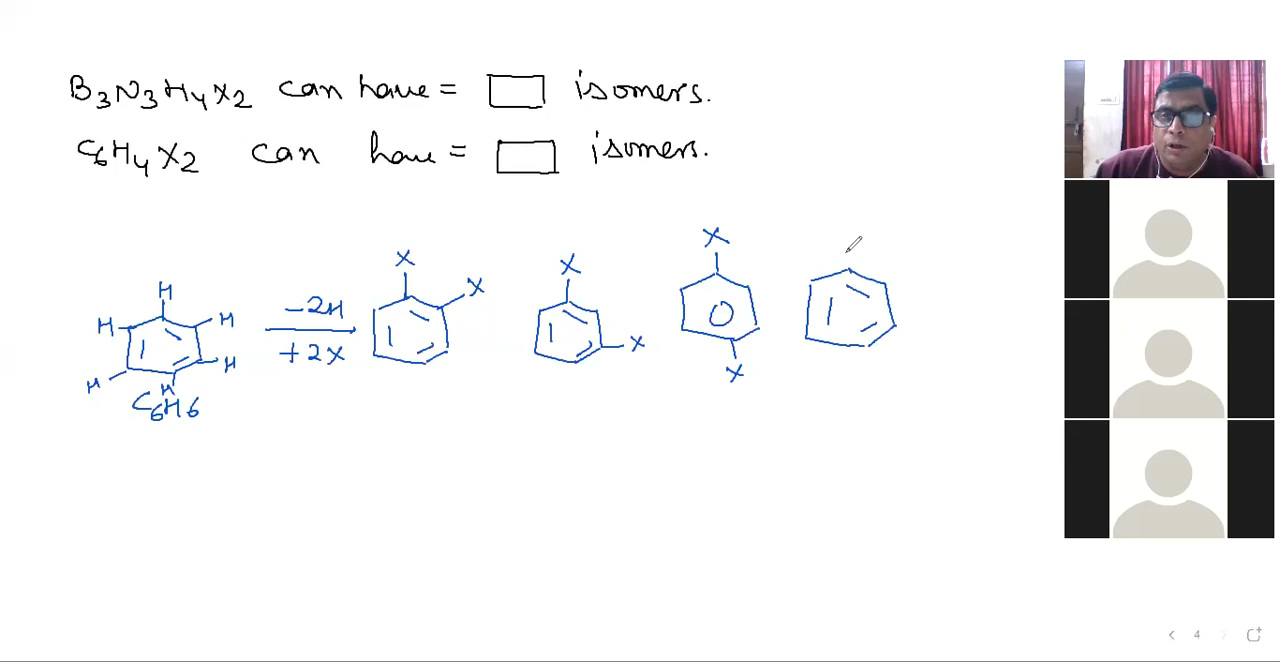 B3N3H4X2 can have = isomers.
C6H4X2 can have = isomers.
H H H H H H
C6H6
-2H
+2X
X X
X X
X X
4